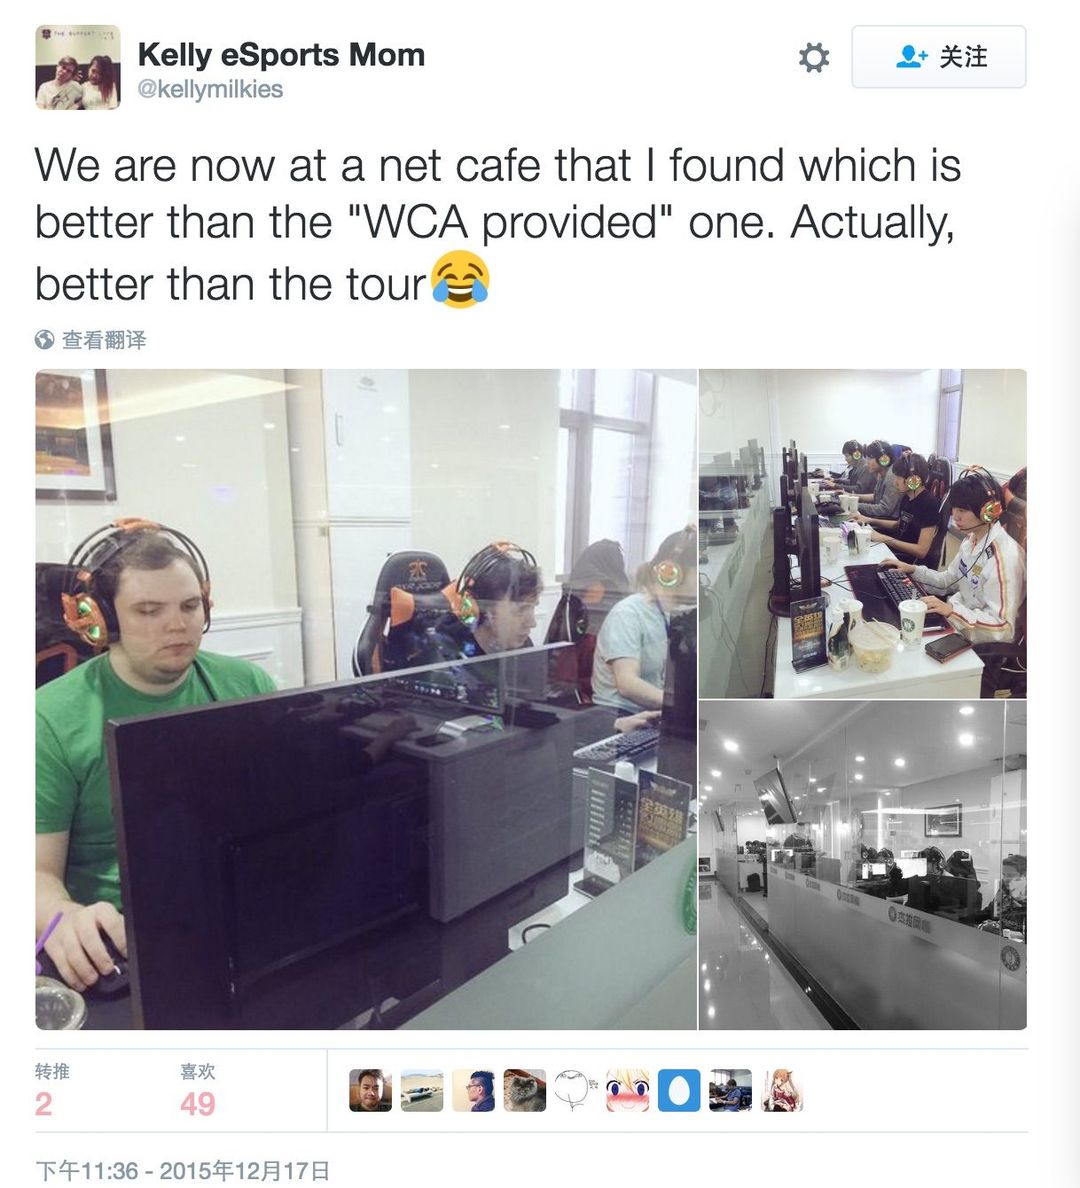 Kelly eSports Mom
@kellymilkies
关注
We are now at a net cafe that I found which is
better than the "WCA provided" one. Actually,
better than the tour😂
查看翻译
转推
喜欢
2
49
下午11:36 - 2015年12月17日